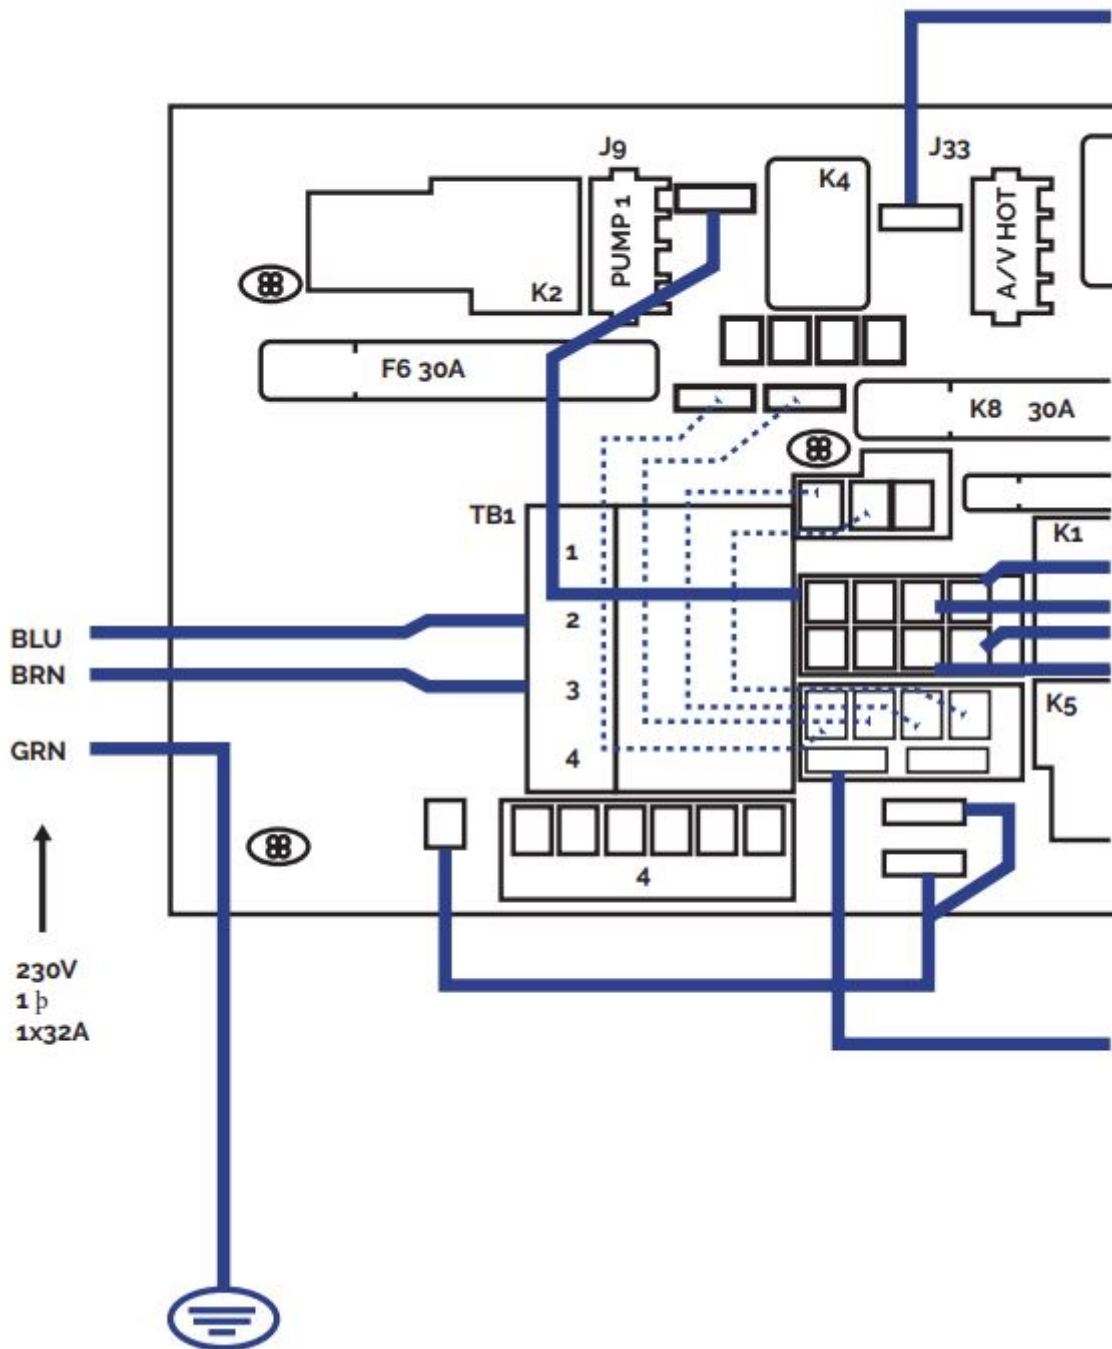 J9
J33
K4
PUMP 1
A/V HOT
K2
F6 30A
K8 30A
TB1
K1
1
2
BLU
BRN
3
K5
GRN
4
4
230V
1 þ
1x32A